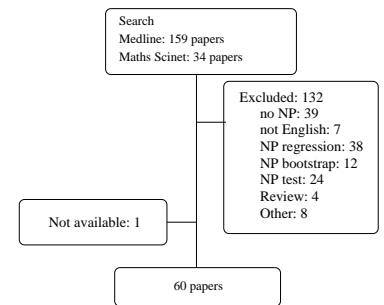 Search
Medline: 159 papers
Maths Scinet: 34 papers
Excluded: 132
no NP: 39
not English: 7
NP regression: 38
NP bootstrap: 12
NP test: 24
Review: 4
Other: 8
Not available: 1
60 papers